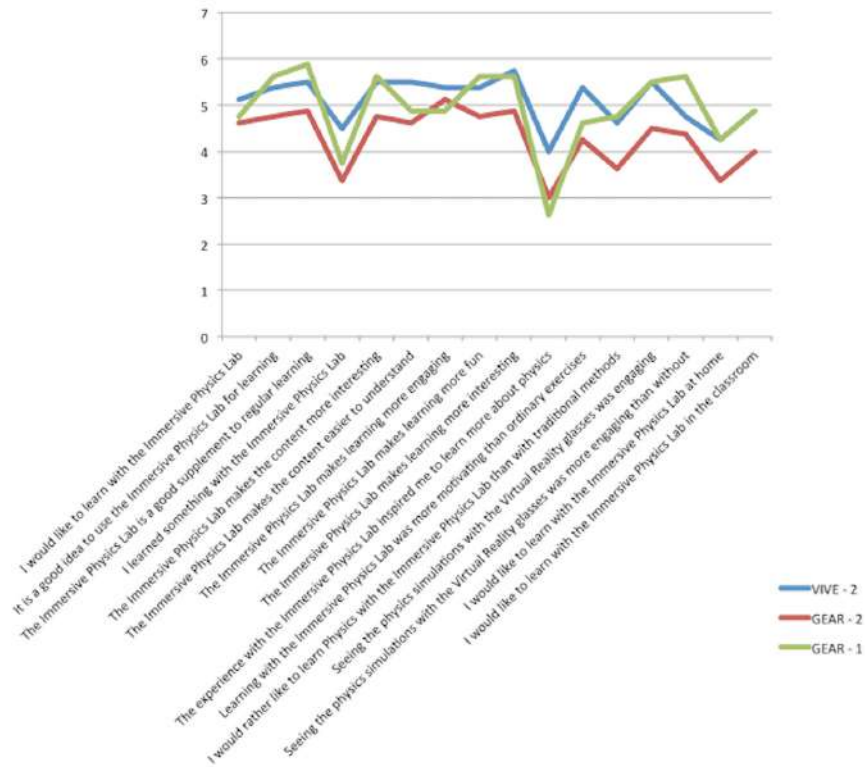 7
6
5
4
3
2
1
0
I would like to learn with the Immersive Physics Lab
It is a good idea to use the Immersive Physics Lab for learning
The Immersive Physics Lab is a good supplement to regular learning
I learned something with the Immersive Physics Lab
The Immersive Physics Lab makes the content more interesting
The Immersive Physics Lab makes the content easier to understand
The Immersive Physics Lab makes learning more engaging
The Immersive Physics Lab makes learning more fun
The Immersive Physics Lab makes learning more interesting
The experience with the Immersive Physics Lab inspired me to learn more about physics
Learning with the Immersive Physics Lab was more motivating than ordinary exercises
I would rather like to learn Physics with the Immersive Physics Lab than with traditional methods
Seeing the physics simulations with the Virtual Reality glasses was engaging
Seeing the physics simulations with the Virtual Reality glasses was more engaging than without
I would like to learn with the Immersive Physics Lab at home
I would like to learn with the Immersive Physics Lab in the classroom
VIVE - 2
GEAR - 2
GEAR - 1